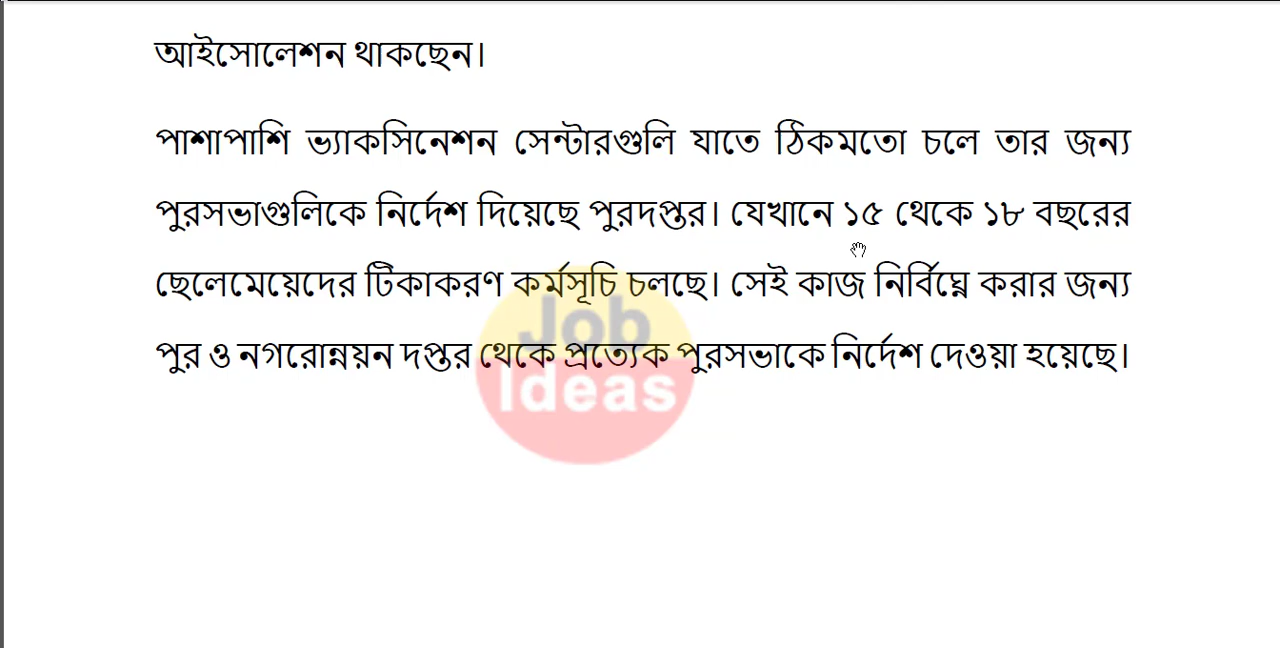 আইসোলেশন থাকছেন।
পাশাপাশি ভ্যাকসিনেশন সেন্টারগুলি যাতে ঠিকমতো চলে তার জন্য
পুরসভাগুলিকে নির্দেশ দিয়েছে পুরদপ্তর। যেখানে ১৫ থেকে ১৮ বছরের
ছেলেমেয়েদের টিকাকরণ কর্মসূচি চলছে। সেই কাজ নির্বিঘ্নে করার জন্য
পুর ও নগরোন্নয়ন দপ্তর থেকে প্রত্যেক পুরসভাকে নির্দেশ দেওয়া হয়েছে।
Job
Ideas